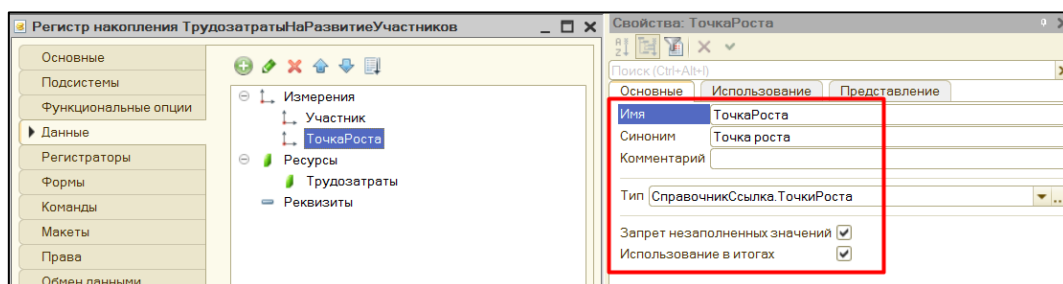 Регистр накопления ТрудозатратыНаРазвитиеУчастников
Основные
Подсистемы
Функциональные опции
Данные
Регистраторы
Формы
Команды
Макеты
Права
Обмен данными
Измерения
Участник
ТочкаРоста
Ресурсы
Трудозатраты
Реквизиты
Свойства: ТочкаРоста
Поиск (Ctrl+Alt+I)
Основные Использование Представление
Имя ТочкаРоста
Синоним Точка роста
Комментарий
Тип СправочникСсылка.ТочкиРоста
Запрет незаполненных значений
Использование в итогах